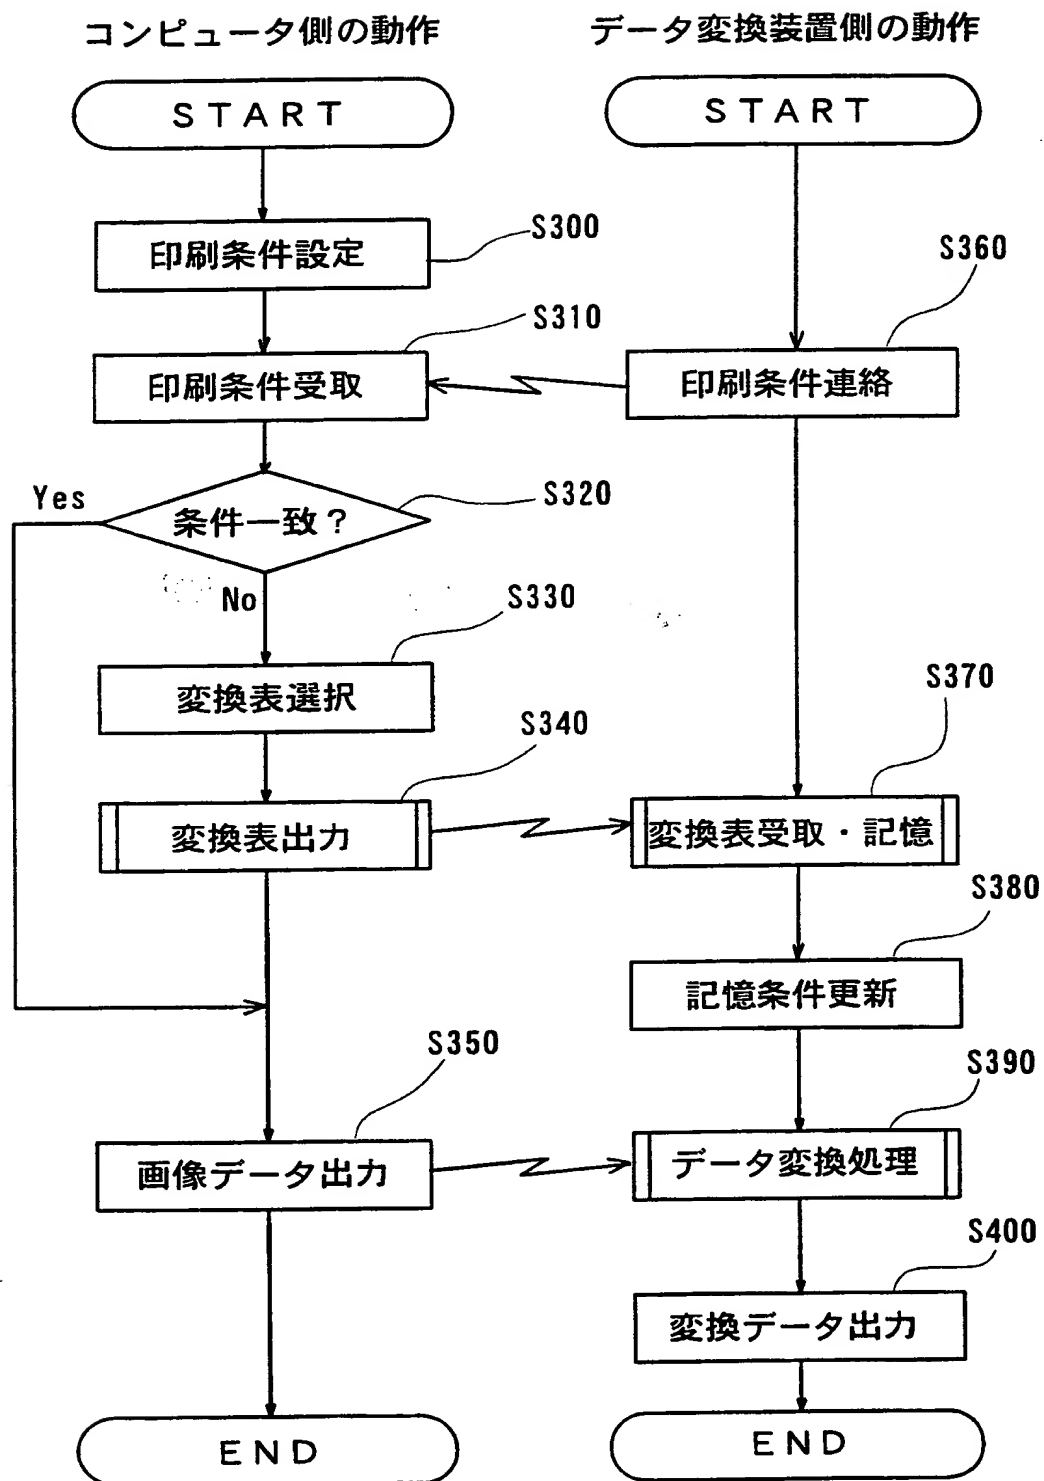 コンピュータ側の動作
START
印刷条件設定
S300
印刷条件受取
S310
条件一致?
S320
Yes
No
変換表選択
S330
変換表出力
S340
画像データ出力
S350
END
データ変換装置側の動作
START
印刷条件連絡
S360
変換表受取・記憶
S370
記憶条件更新
S380
データ変換処理
S390
変換データ出力
S400
END